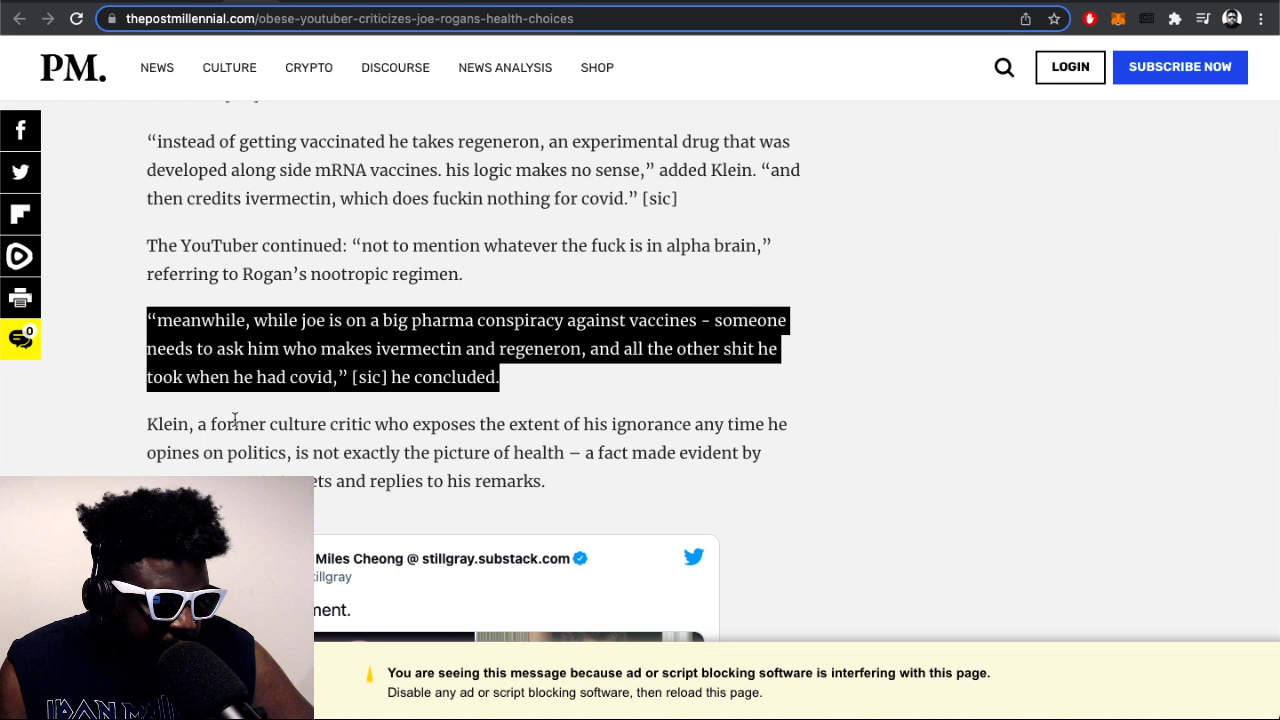 thepostmillennial.com/obese-youtuber-criticizes-joe-rogans-health-choices
PM.
NEWS
CULTURE
CRYPTO
DISCOURSE
NEWS ANALYSIS
SHOP
LOGIN
SUBSCRIBE NOW
“instead of getting vaccinated he takes regeneron, an experimental drug that was
developed along side mRNA vaccines. his logic makes no sense,” added Klein. “and
then credits ivermectin, which does fuckin nothing for covid.” [sic]
The YouTuber continued: “not to mention whatever the fuck is in alpha brain,”
referring to Rogan’s nootropic regimen.
“meanwhile, while joe is on a big pharma conspiracy against vaccines - someone
needs to ask him who makes ivermectin and regeneron, and all the other shit he
took when he had covid,” [sic] he concluded.
Klein, a former culture critic who exposes the extent of his ignorance any time he
opines on politics, is not exactly the picture of health – a fact made evident by
ets and replies to his remarks.
0
Miles Cheong @ stillgray.substack.com
tillgray
ment.
You are seeing this message because ad or script blocking software is interfering with this page.
Disable any ad or script blocking software, then reload this page.